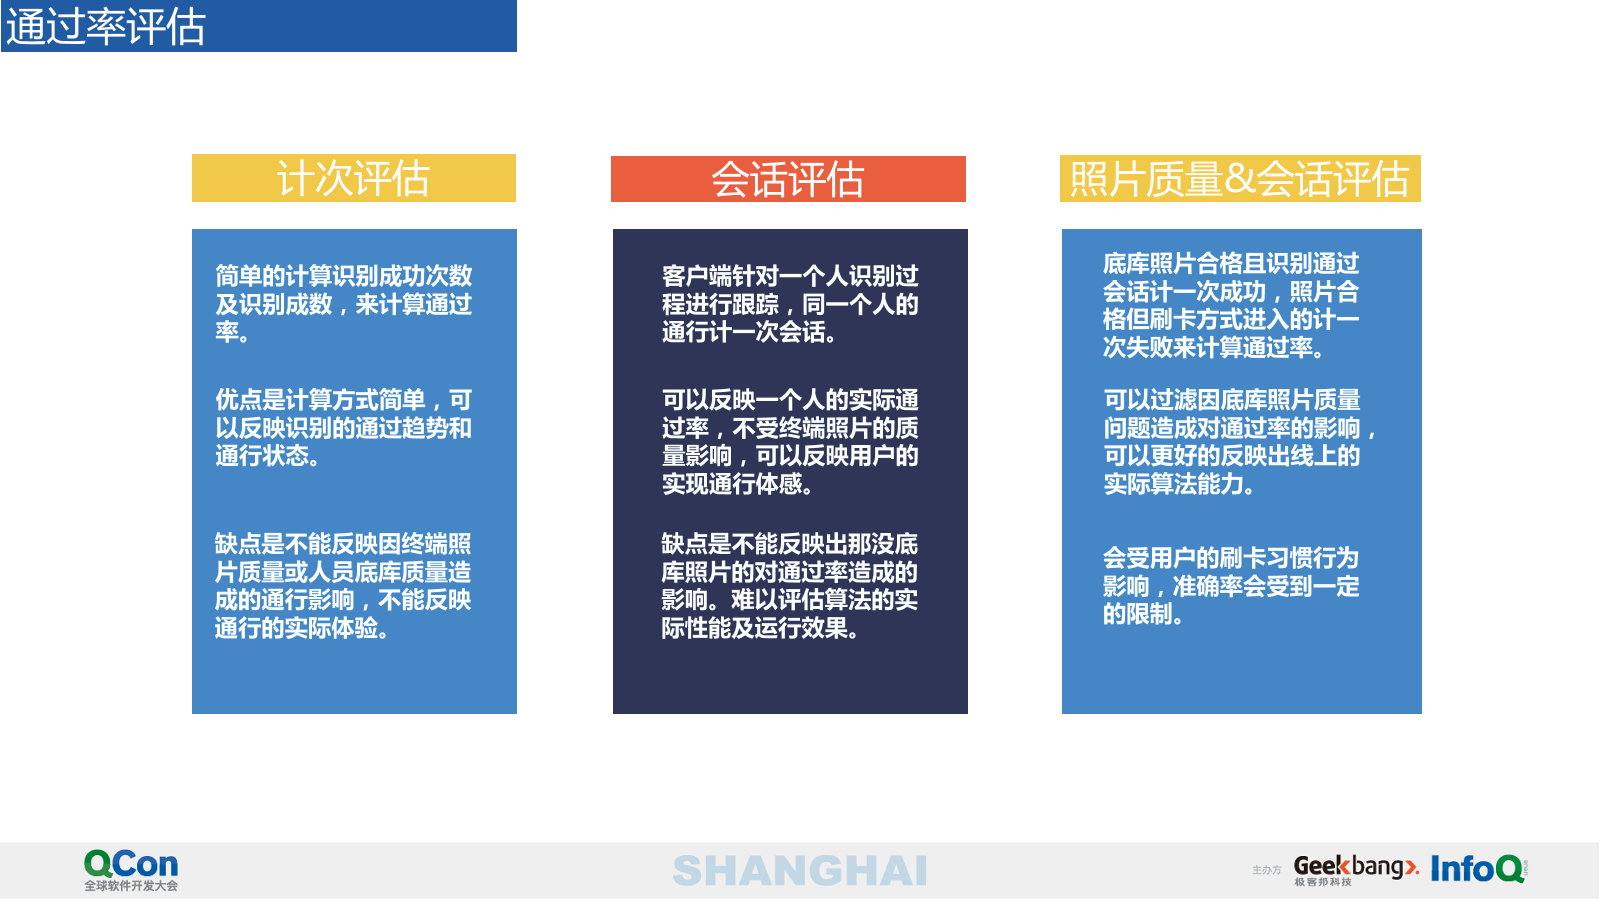 通过率评估
计次评估
简单的计算识别成功次数
及识别成数，来计算通过
率。
优点是计算方式简单，可
以反映识别的通过趋势和
通行状态。
缺点是不能反映因终端照
片质量或人员底库质量造
成的通行影响，不能反映
通行的实际体验。
会话评估
客户端针对一个人识别过
程进行跟踪，同一个人的
通行计一次会话。
可以反映一个人的实际通
过率，不受终端照片的质
量影响，可以反映用户的
实现通行体感。
缺点是不能反映出那没底
库照片的对通过率造成的
影响。难以评估算法的实
际性能及运行效果。
照片质量&会话评估
底库照片合格且识别通过
会话计一次成功，照片合
格但刷卡方式进入的计一
次失败来计算通过率。
可以过滤因底库照片质量
问题造成对通过率的影响，
可以更好的反映出线上的
实际算法能力。
会受用户的刷卡习惯行为
影响，准确率会受到一定
的限制。
QCon
全球软件开发大会
SHANGHAI
主办方
Geekbang>.
极客邦科技
InfoQ